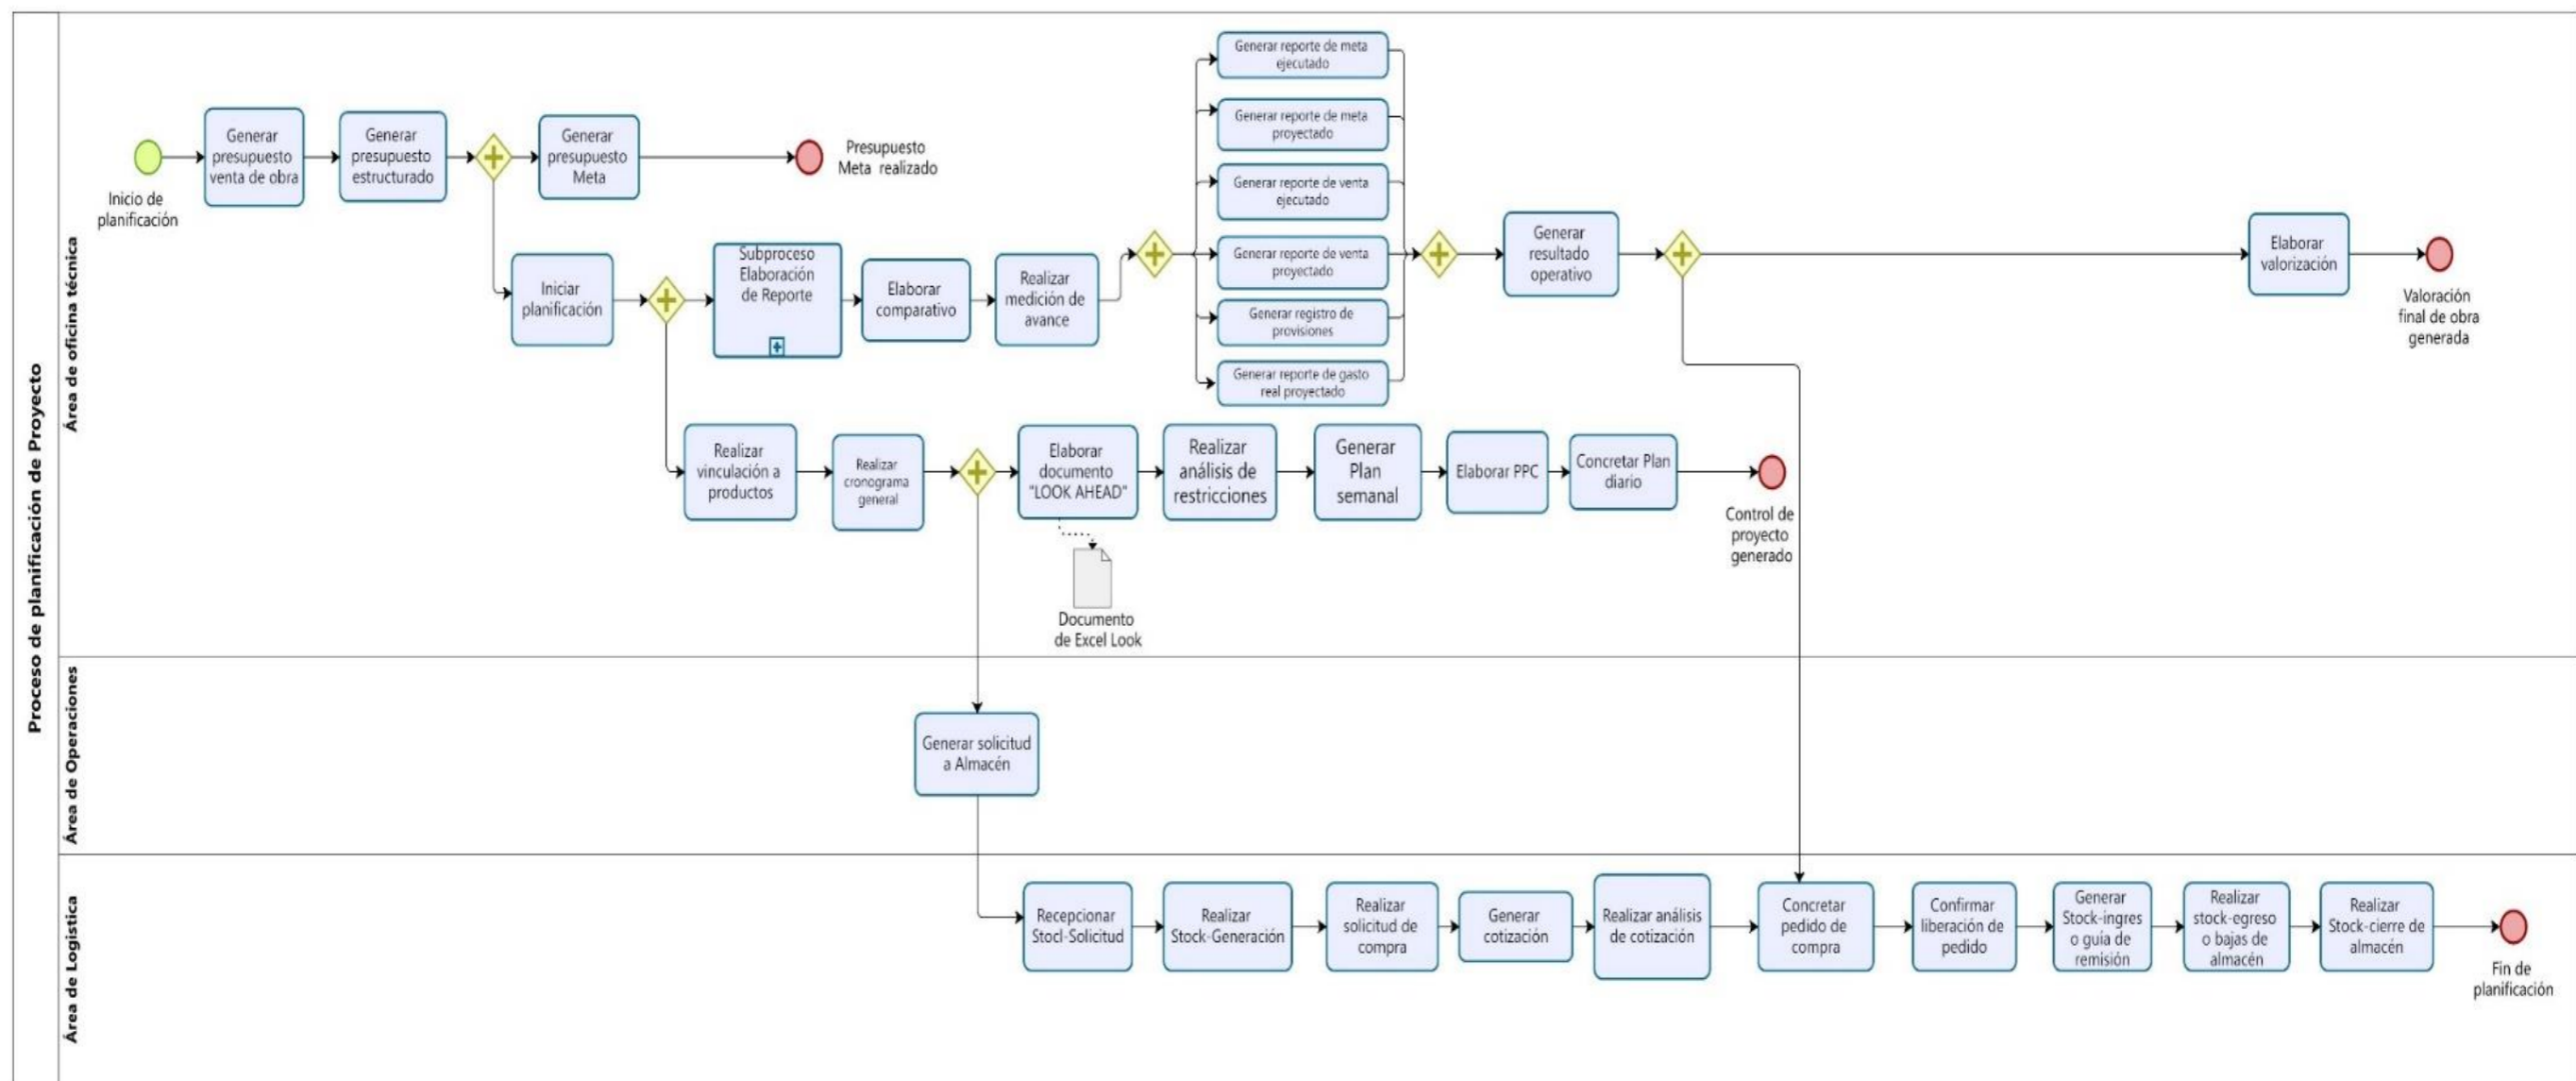 Proceso de planificación de Proyecto
Área de oficina técnica
Inicio de
planificación
Generar
presupuesto
venta de obra
Generar
presupuesto
estructurado
Generar
presupuesto
Meta
Presupuesto
Meta realizado
Iniciar
planificación
Subproceso
Elaboración
de Reporte
Elaborar
comparativo
Realizar
medición de
avance
Generar reporte de meta
ejecutado
Generar reporte de meta
proyectado
Generar reporte de venta
ejecutado
Generar reporte de venta
proyectado
Generar registro de
provisiones
Generar reporte de gasto
real proyectado
Generar
resultado
operativo
Elaborar
valorización
Valoración
final de obra
generada
Realizar
vinculación a
productos
Realizar
cronograma
general
Elaborar
documento
"LOOK AHEAD"
Documento
de Excel Look
Realizar
análisis de
restricciones
Generar
Plan
semanal
Elaborar PPC
Concretar Plan
diario
Control de
proyecto
generado
Área de Operaciones
Generar solicitud
a Almacén
Área de Logistica
Recepcionar
Stocl-Solicitud
Realizar
Stock-Generación
Realizar
solicitud de
compra
Generar
cotización
Realizar análisis
de cotización
Concretar
pedido de
compra
Confirmar
liberación de
pedido
Generar
Stock-ingres
o guía de
remisión
Realizar
stock-egreso
o bajas de
almacén
Realizar
Stock-cierre de
almacén
Fin de
planificación